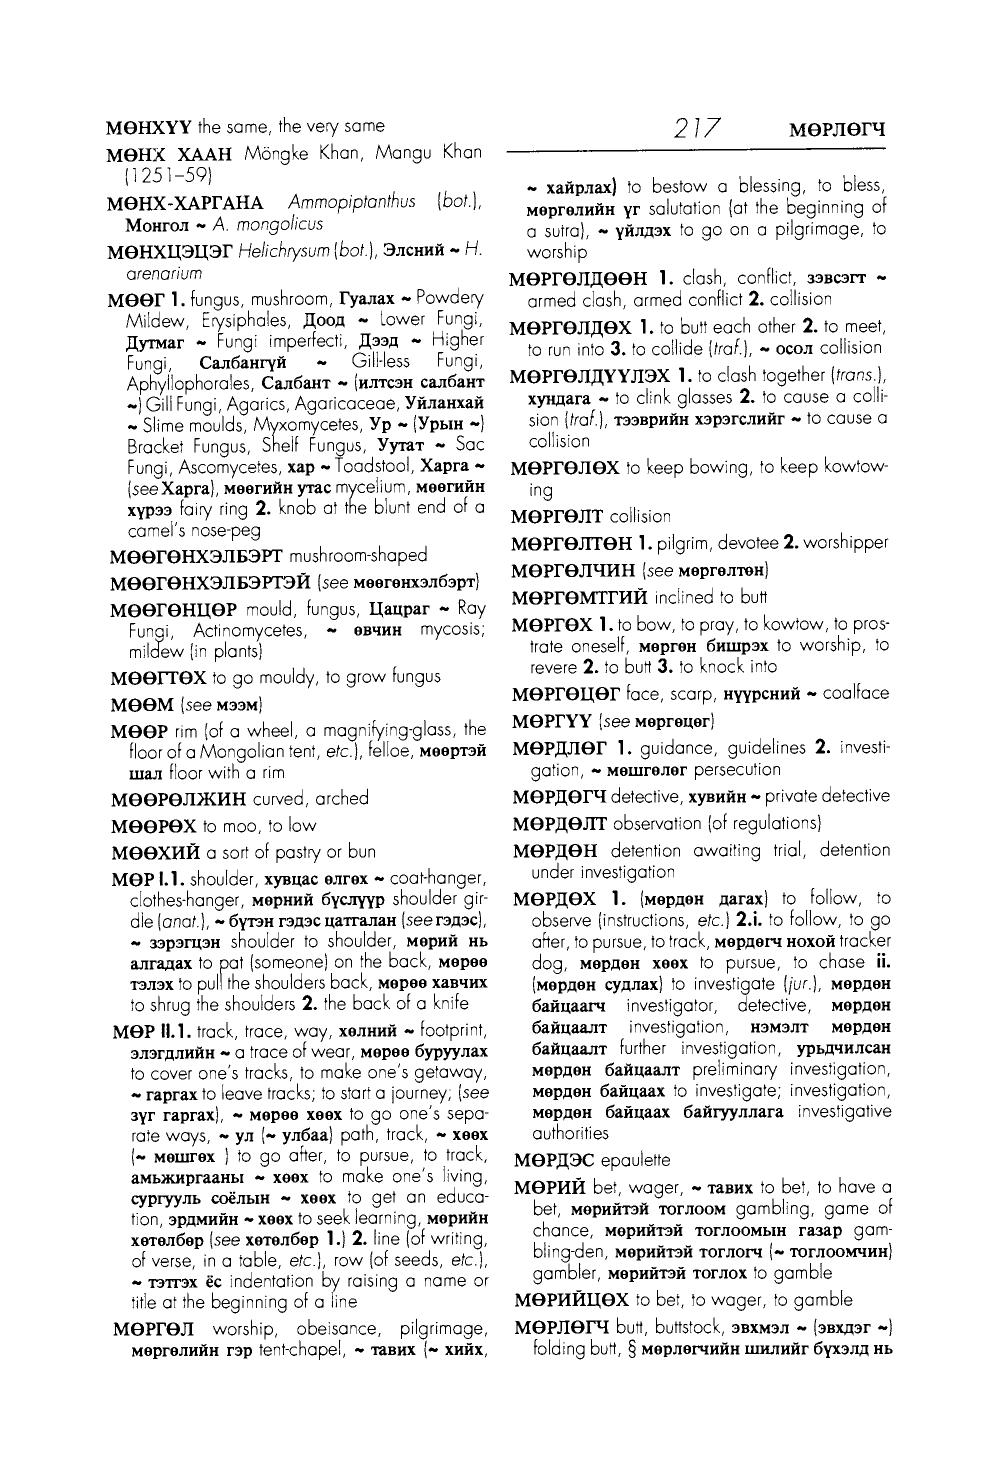 МӨНХҮҮ the same, the very same
МӨНХ ХААН Möngke Khan, Mangu Khan
(1251–59)
МӨНХ-ХАРГАНА Ammopiptanthus (bot.),
Монгол ~ A. mongolicus
МӨНХЦЭЦЭГ Helichrysum (bot.), Элсний ~ H.
arenarium
МӨӨГ 1. fungus, mushroom, Гуалах ~ Powdery
Mildew, Erysiphales, Доод ~ Lower Fungi,
Дутмаг ~ Fungi imperfecti, Дээд ~ Higher
Fungi, Салбангүй ~ Gill-less Fungi,
Aphyllophorales, Салбант ~ (илтсэн салбант
~) Gill Fungi, Agarics, Agaricaceae, Уйланхай
~ Slime moulds, Myxomycetes, Ур ~ (Урын ~)
Bracket Fungus, Shelf Fungus, Уутат ~ Sac
Fungi, Ascomycetes, хар ~ Toadstool, Харга ~
(see Харга), мөөгийн утас mycelium, мөөгийн
хүрээ fairy ring 2. knob at the blunt end of a
camel's nose-peg
МӨӨГӨНХЭЛБЭРТ mushroom-shaped
МӨӨГӨНХЭЛБЭРТЭЙ (see мөөгөнхэлбэрт)
МӨӨГӨНЦӨР mould, fungus, Цацраг ~ Ray
Fungi, Actinomycetes, ~ өвчин mycosis;
mildew (in plants)
МӨӨГТӨХ to go mouldy, to grow fungus
МӨӨМ (see мээм)
МӨӨР rim (of a wheel, a magnifying-glass, the
floor of a Mongolian tent, etc.), felloe, мөөртэй
шал floor with a rim
МӨӨРӨЛЖИН curved, arched
МӨӨРӨХ to moo, to low
МӨӨХИЙ a sort of pastry or bun
МӨР I.1. shoulder, хувцас өлгөх ~ coat-hanger,
clothes-hanger, мөрний бүслүүр shoulder gir-
dle (anat.), ~ бүтэн гэдэс цатгалан (see гэдэс),
~ зэрэгцэн shoulder to shoulder, мөрий нь
алгадах to pat (someone) on the back, мөрөө
тэлэх to pull the shoulders back, мөрөө хавчих
to shrug the shoulders 2. the back of a knife
МӨР II.1. track, trace, way, хөлний ~ footprint,
элэгдлийн ~ a trace of wear, мөрөө буруулах
to cover one's tracks, to make one's getaway,
~ гаргах to leave tracks; to start a journey; (see
зүг гаргах), ~ мөрөө хөөх to go one's sepa-
rate ways, ~ ул (~ улбаа) path, track, ~ хөөх
(~ мөшгөх ) to go after, to pursue, to track,
амьжиргааны ~ хөөх to make one's living,
сургууль соёлын ~ хөөх to get an educa-
tion, эрдмийн ~ хөөх to seek learning, мөрийн
хөтөлбөр (see хөтөлбөр 1.) 2. line (of writing,
of verse, in a table, etc.), row (of seeds, etc.),
~ тэтгэх ёс indentation by raising a name or
title at the beginning of a line
МӨРГӨЛ worship, obeisance, pilgrimage,
мөргөлийн гэр tent-chapel, ~ тавих (~ хийх,
217 МӨРЛӨГЧ
~ хайрлах) to bestow a blessing, to bless,
мөргөлийн үг salutation (at the beginning of
a sutra), ~ үйлдэх to go on a pilgrimage, to
worship
МӨРГӨЛДӨӨН 1. clash, conflict, зэвсэгт ~
armed clash, armed conflict 2. collision
МӨРГӨЛДӨХ 1. to butt each other 2. to meet,
to run into 3. to collide (traf.), ~ осол collision
МӨРГӨЛДҮҮЛЭХ 1. to clash together (trans.),
хундага ~ to clink glasses 2. to cause a colli-
sion (traf.), тээврийн хэрэгслийг ~ to cause a
collision
МӨРГӨЛӨХ to keep bowing, to keep kowtow-
ing
МӨРГӨЛТ collision
МӨРГӨЛТӨН 1. pilgrim, devotee 2. worshipper
МӨРГӨЛЧИН (see мөргөлтөн)
МӨРГӨМТГИЙ inclined to butt
МӨРГӨХ 1. to bow, to pray, to kowtow, to pros-
trate oneself, мөргөн бишрэх to worship, to
revere 2. to butt 3. to knock into
МӨРГӨЦӨГ face, scarp, нүүрсний ~ coalface
МӨРГҮҮ (see мөргөцөг)
МӨРДЛӨГ 1. guidance, guidelines 2. investi-
gation, ~ мөшгөлөг persecution
МӨРДӨГЧ detective, хувийн ~ private detective
МӨРДӨЛТ observation (of regulations)
МӨРДӨН detention awaiting trial, detention
under investigation
МӨРДӨХ 1. (мөрдөн дагах) to follow, to
observe (instructions, etc.) 2.i. to follow, to go
after, to pursue, to track, мөрдөгч нохой tracker
dog, мөрдөн хөөх to pursue, to chase ii.
(мөрдөн судлах) to investigate (jur.), мөрдөн
байцаагч investigator, detective, мөрдөн
байцаалт investigation, нэмэлт мөрдөн
байцаалт further investigation, урьдчилсан
мөрдөн байцаалт preliminary investigation,
мөрдөн байцаах to investigate; investigation,
мөрдөн байцаах байгууллага investigative
authorities
МӨРДЭС epaulette
МӨРИЙ bet, wager, ~ тавих to bet, to have a
bet, мөрийтэй тоглоом gambling, game of
chance, мөрийтэй тоглоомын газар gam-
bling-den, мөрийтэй тоглогч (~ тоглоомчин)
gambler, мөрийтэй тоглох to gamble
МӨРИЙЦӨХ to bet, to wager, to gamble
МӨРЛӨГЧ butt, buttstock, эвхмэл ~ (эвхдэг ~)
folding butt, § мөрлөгчийн шилийг бүхэлд нь